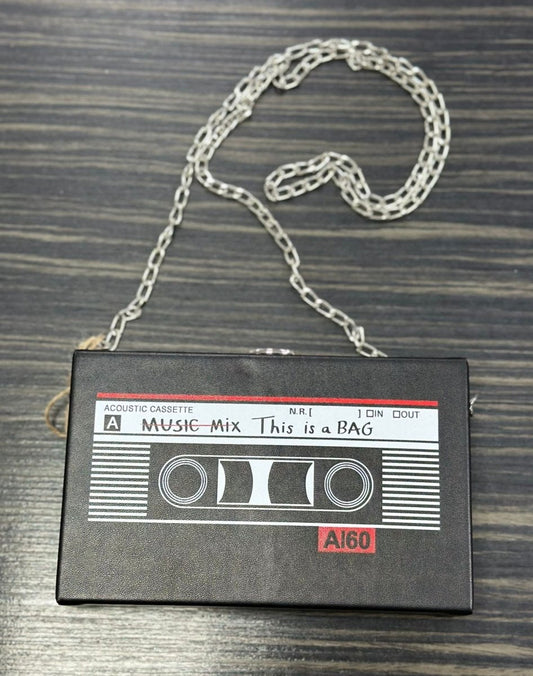 ACOUSTIC CASSETTE N.R.[ ] ☐IN ☐OUT
A MUSIC MIX This is a BAG
AI60